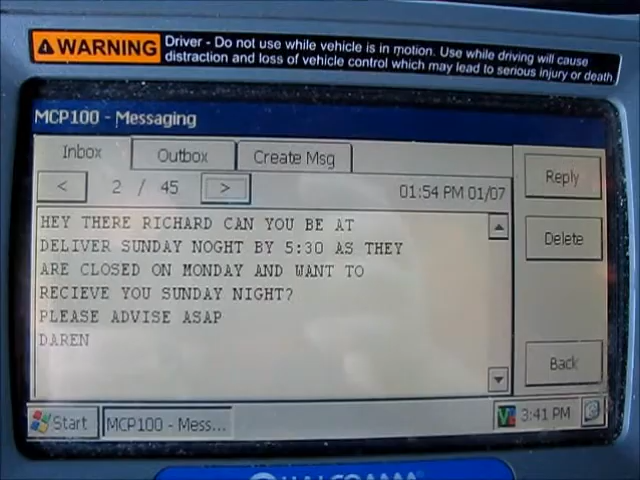 WARNING Driver - Do not use while vehicle is in motion. Use while driving will cause
distraction and loss of vehicle control which may lead to serious injury or death
MCP100 - Messaging
Inbox Outbox Create Msg
< 2 / 45 > 01:54 PM 01/07
Reply
Delete
Back
HEY THERE RICHARD CAN YOU BE AT
DELIVER SUNDAY NOGHT BY 5:30 AS THEY
ARE CLOSED ON MONDAY AND WANT TO
RECIEVE YOU SUNDAY NIGHT?
PLEASE ADVISE ASAP
DAREN
Start MCP100 - Mess... 3:41 PM